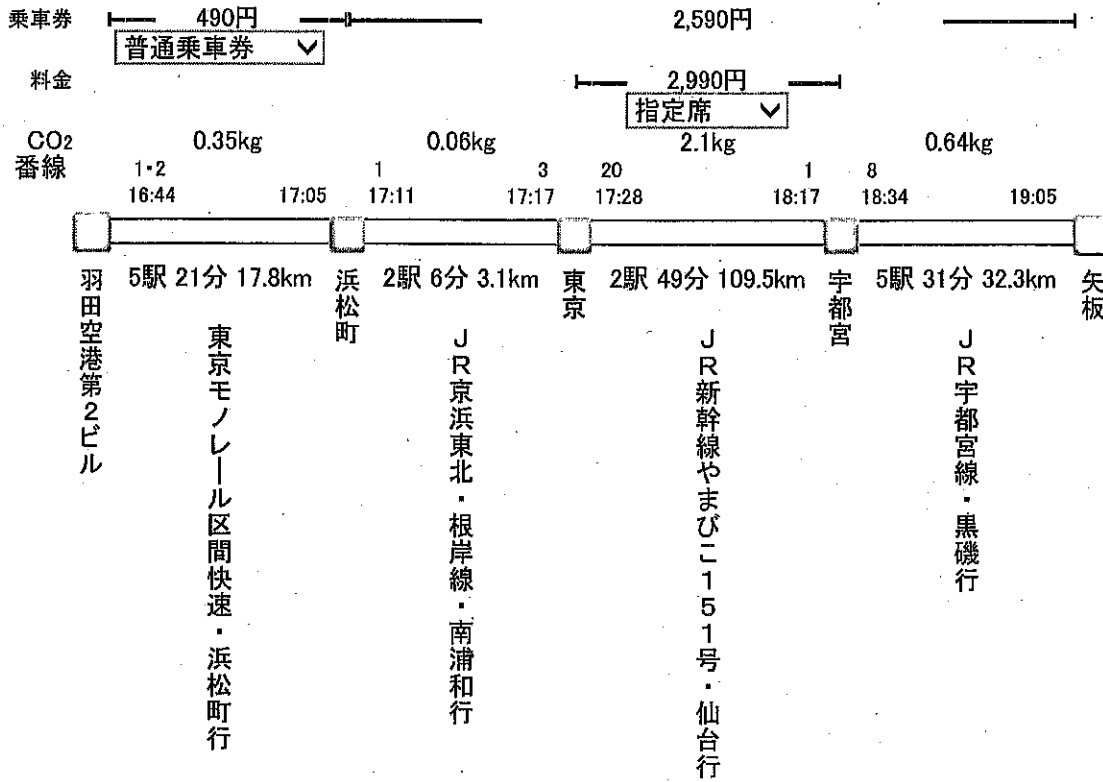 乗車券 490円 2,590円
普通乗車券
料金 2,990円
指定席
CO2 0.35kg 0.06kg 2.1kg 0.64kg
番線 1・2 1 3 20 1 8
16:44 17:05 17:11 17:17 17:28 18:17 18:34 19:05
5駅 21分 17.8km 2駅 6分 3.1km 2駅 49分 109.5km 5駅 31分 32.3km
羽田空港第2ビル
東京モノレール区間快速・浜松町行
浜松町
JR京浜東北・根岸線・南浦和行
東京
JR新幹線やまびこ151号・仙台行
宇都宮
JR宇都宮線・黒磯行
矢板